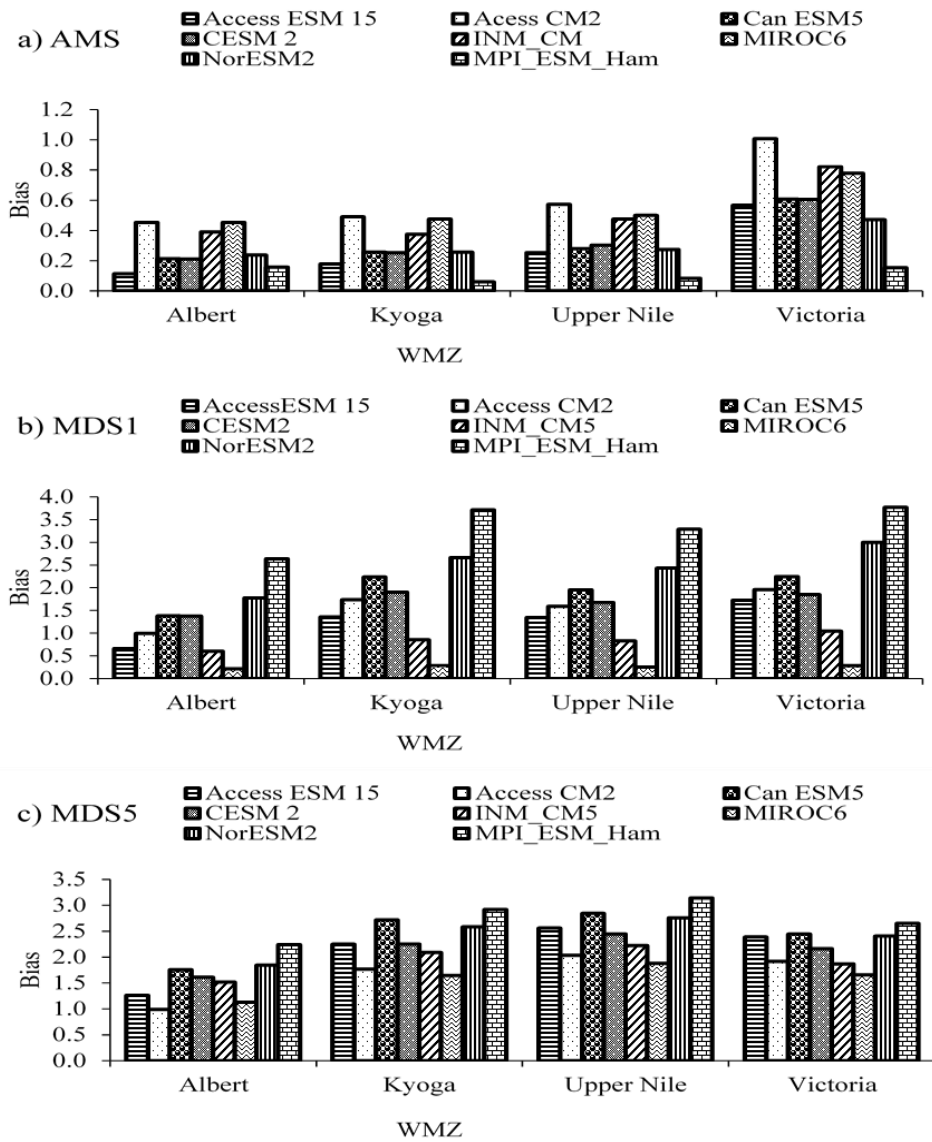 Access ESM 15 Acess CM2 Can ESM5
a) AMS
CESM 2 INM_CM MIROC6
NorESM2 MPI_ESM_Ham
1.2
1.0
0.8
0.6
0.4
0.2
0.0
Bias
Albert Kyoga Upper Nile Victoria
WMZ
AccessESM 15 Access CM2 Can ESM5
b) MDS1
CESM2 INM_CM5 MIROC6
NorESM2 MPI_ESM_Ham
4.0
3.5
3.0
2.5
2.0
1.5
1.0
0.5
0.0
Bias
Albert Kyoga Upper Nile Victoria
WMZ
Access ESM 15 Access CM2 Can ESM5
c) MDS5
CESM 2 INM_CM5 MIROC6
NorESM2 MPI_ESM_Ham
3.5
3.0
2.5
2.0
1.5
1.0
0.5
0.0
Bias
Albert Kyoga Upper Nile Victoria
WMZ